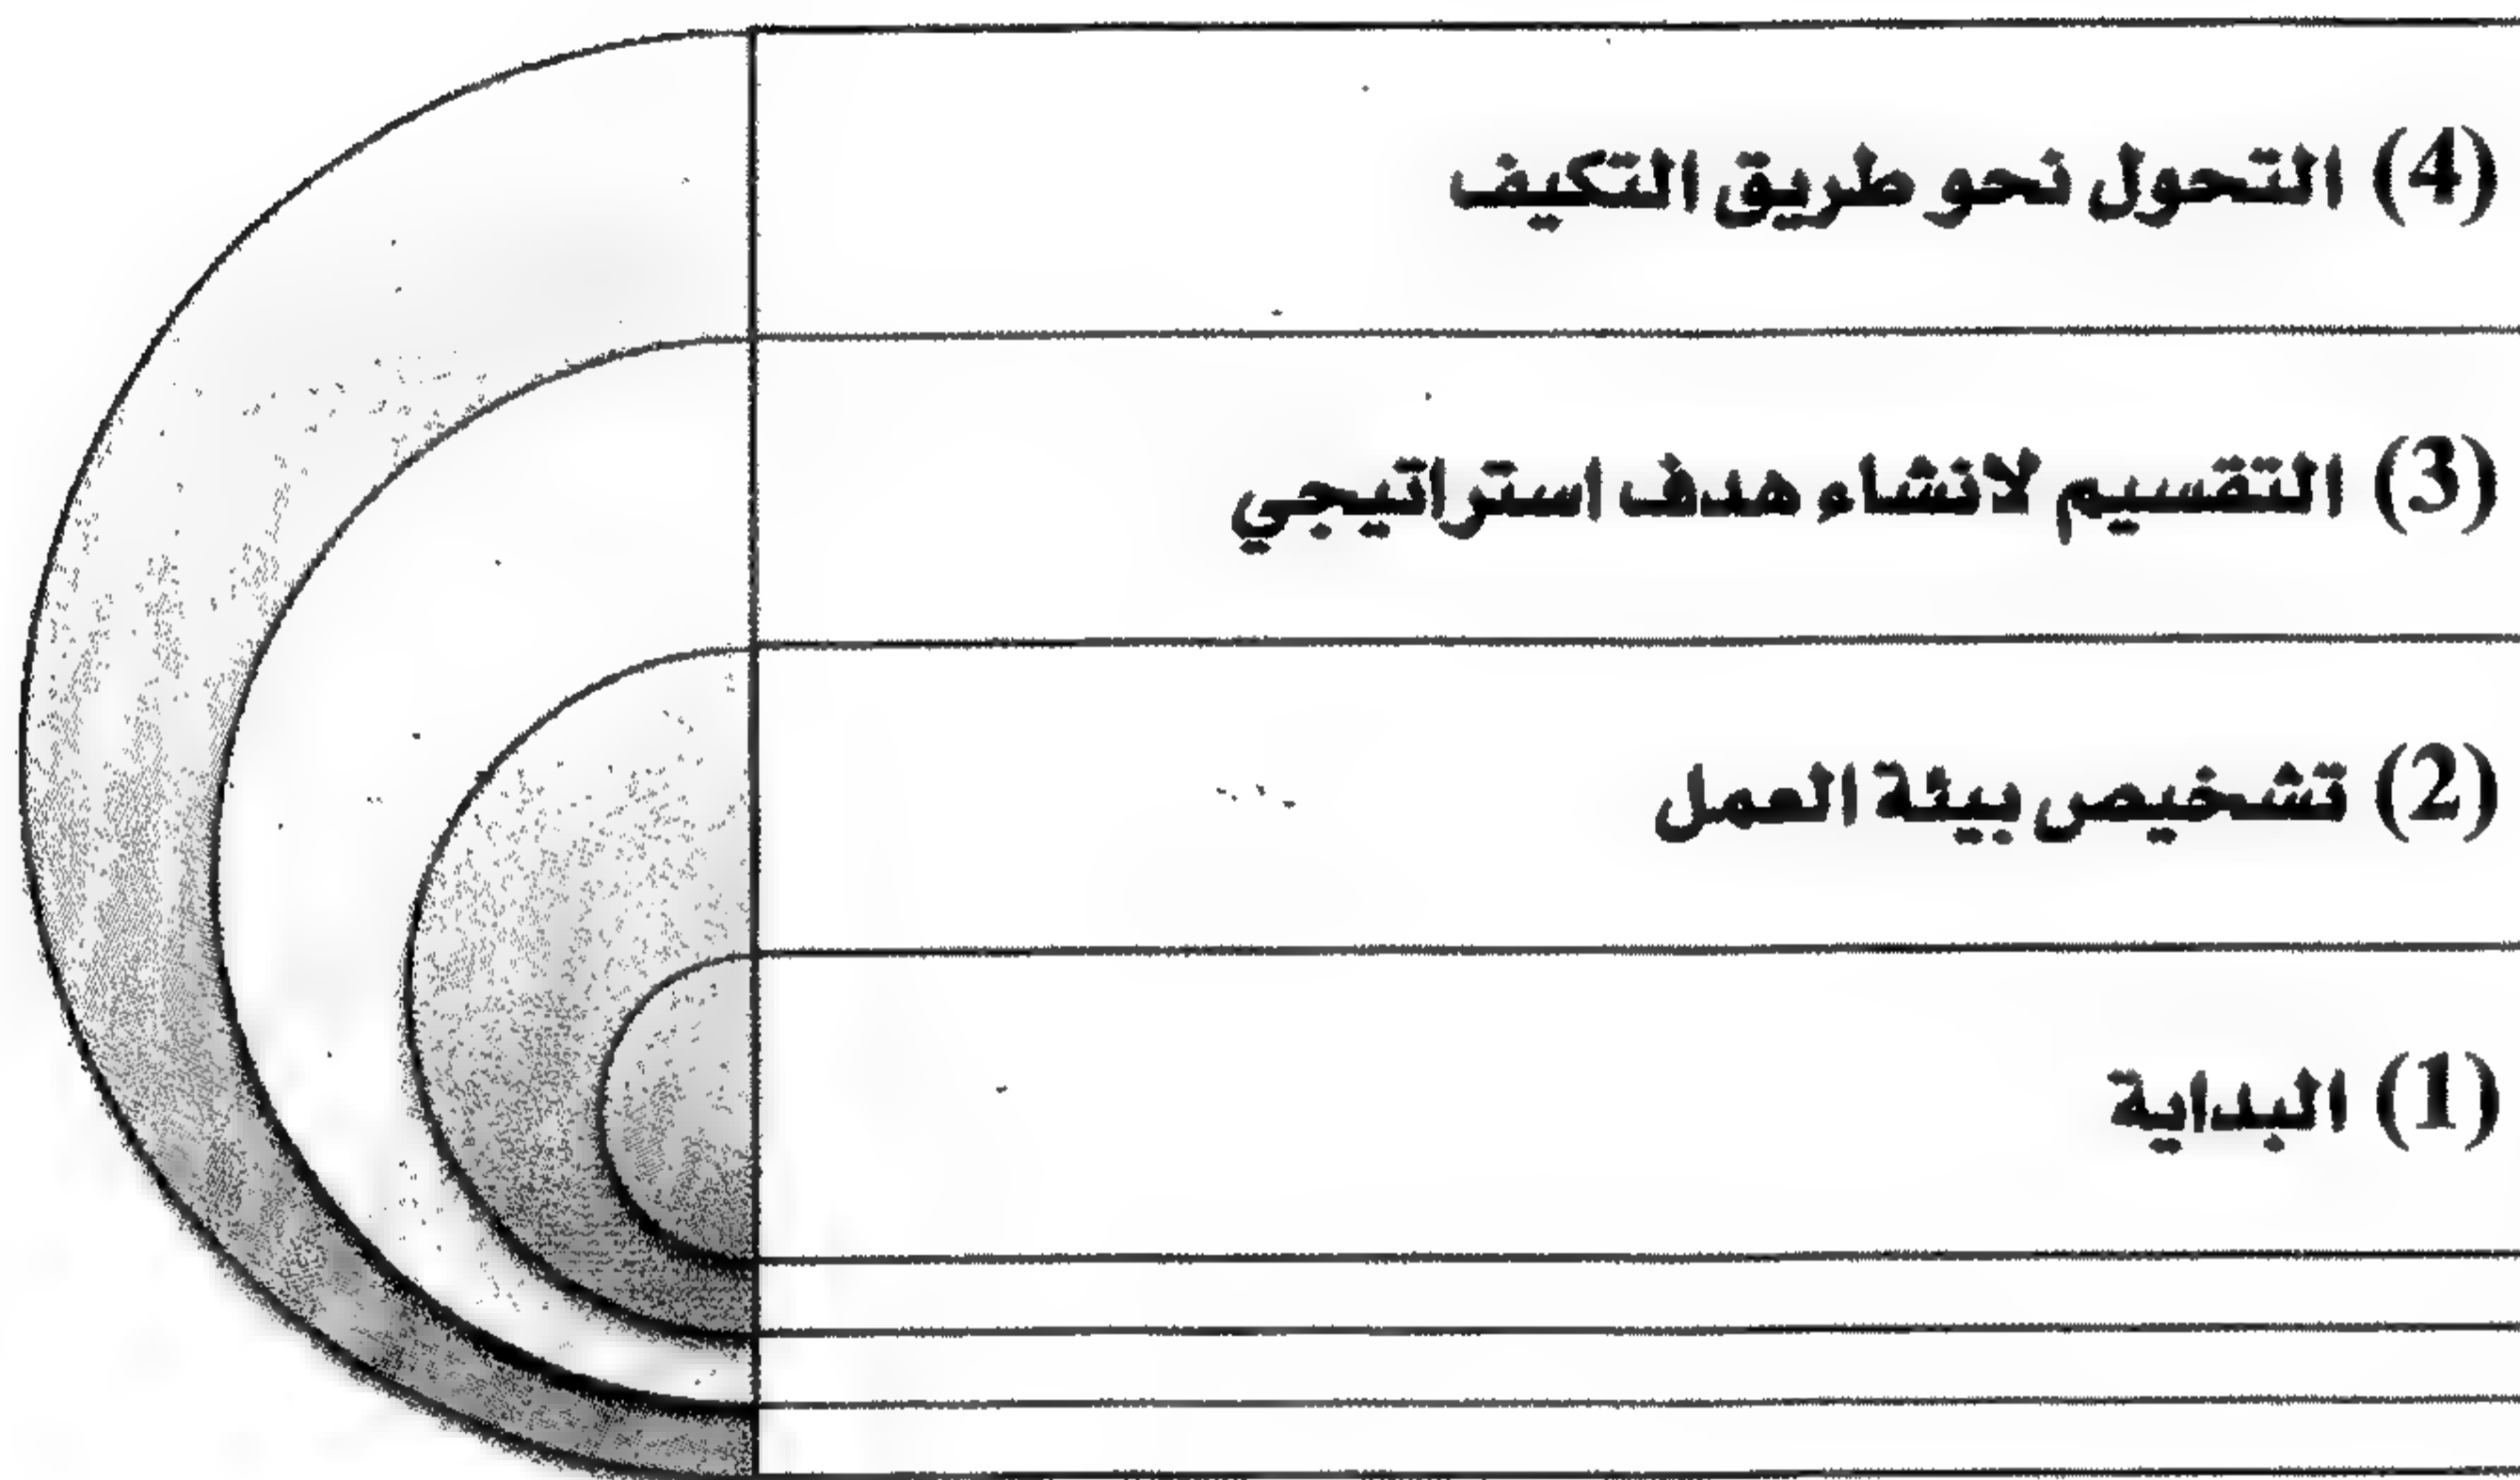 (4) التحول نحو طريق التكيف
(3) التقسيم لانشاء هدف استراتيجي
(2) تشخيص بيئة العمل
(1) البداية